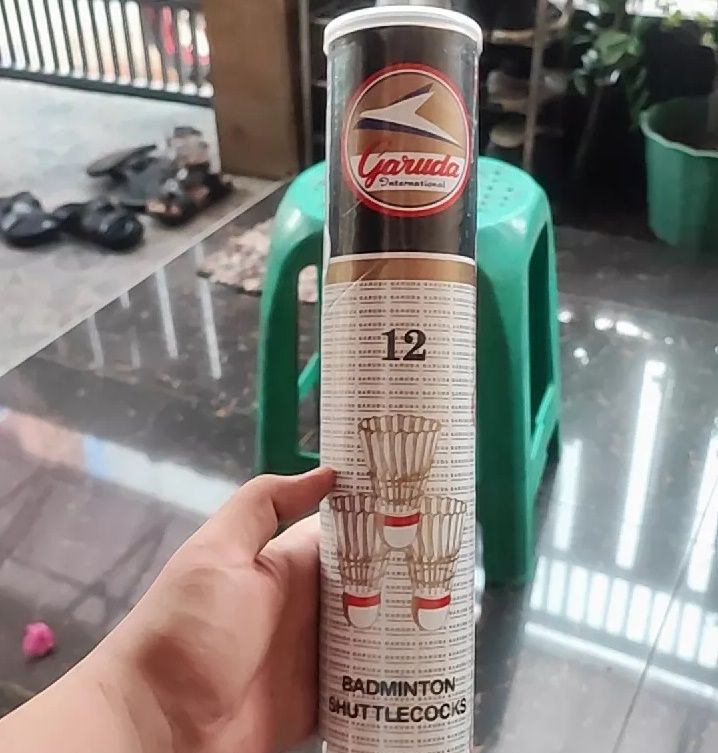 Garuda
International
12
BADMINTON
SHUTTLECOCKS